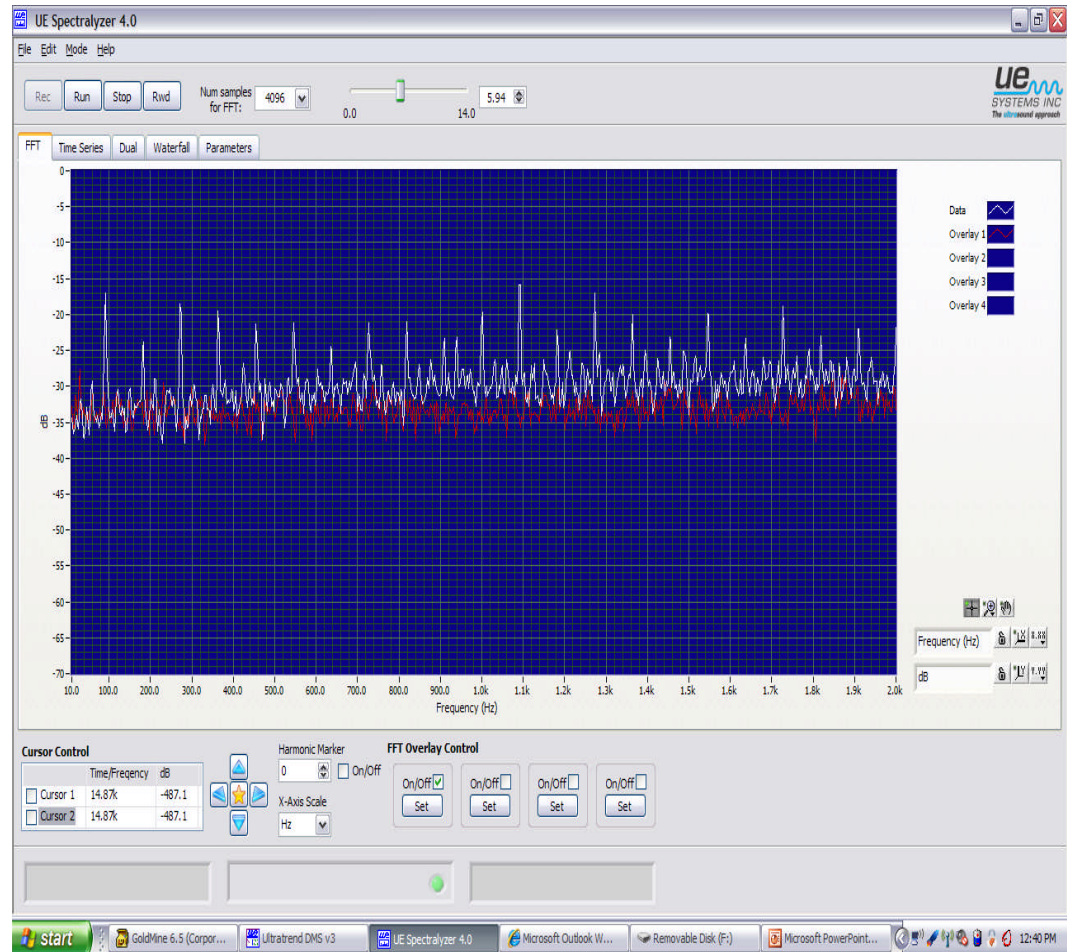 UE Spectralyzer 4.0
File Edit Mode Help
Rec Run Stop Rwd Num samples for FFT: 4096 0.0 14.0 5.94
ue
SYSTEMS INC
The ultrasound approach
FFT Time Series Dual Waterfall Parameters
0-
-5-
-10-
-15-
-20-
-25-
-30-
-35-
-40-
-45-
-50-
-55-
-60-
-65-
-70-
dB
10.0 100.0 200.0 300.0 400.0 500.0 600.0 700.0 800.0 900.0 1.0k 1.1k 1.2k 1.3k 1.4k 1.5k 1.6k 1.7k 1.8k 1.9k 2.0k
Frequency (Hz)
Data
Overlay 1
Overlay 2
Overlay 3
Overlay 4
Frequency (Hz)
dB
Cursor Control
Time/Freqency dB
Cursor 1 14.87k -487.1
Cursor 2 14.87k -487.1
Harmonic Marker
0 On/Off
X-Axis Scale
Hz
FFT Overlay Control
On/Off On/Off On/Off On/Off
Set Set Set Set
start GoldMine 6.5 (Corpor... Ultratrend DMS v3 UE Spectralyzer 4.0 Microsoft Outlook W... Removable Disk (F:) Microsoft PowerPoint... 12:40 PM